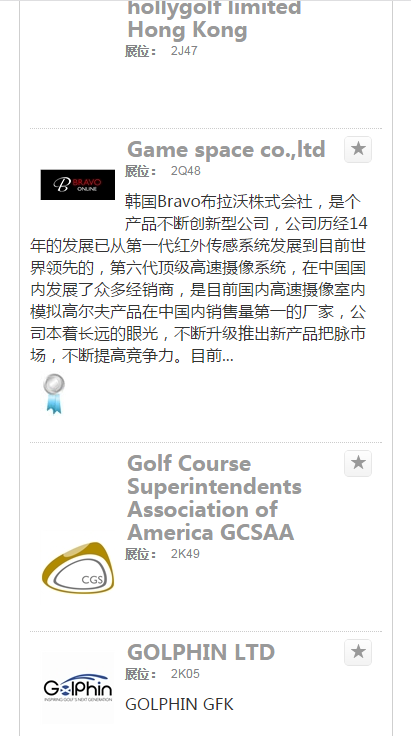 hollygolf limited
Hong Kong
展位： 2J47
Game space co.,ltd
展位： 2Q48
BRAVO
ONLINE
韩国Bravo布拉沃株式会社，是个
产品不断创新型公司，公司历经14
年的发展已从第一代红外传感系统发展到目前世
界领先的，第六代顶级高速摄像系统，在中国国
内发展了众多经销商，是目前国内高速摄像室内
模拟高尔夫产品在中国内销售量第一的厂家，公
司本着长远的眼光，不断升级推出新产品把脉市
场，不断提高竞争力。目前...
Golf Course
Superintendents
Association of
America GCSAA
展位： 2K49
CGS
GOLPHIN LTD
展位： 2K05
GolPhin
INSPIRING GOLF'S NEXT GENERATION
GOLPHIN GFK